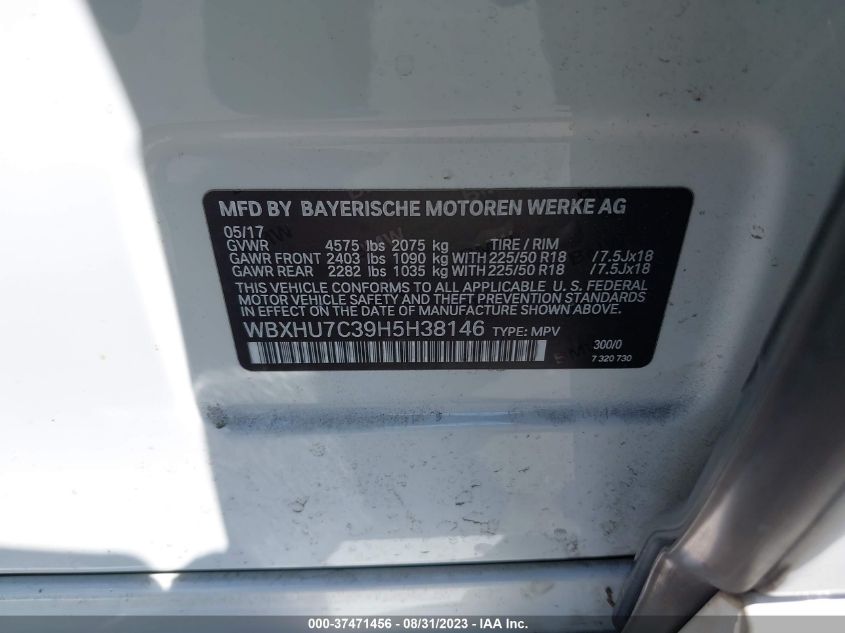 MFD BY BAYERISCHE MOTOREN WERKE AG
05/17
GVWR 4575 lbs 2075 kg TIRE / RIM
GAWR FRONT 2403 lbs 1090 kg WITH 225/50 R18 /7.5Jx18
GAWR REAR 2282 lbs 1035 kg WITH 225/50 R18 /7.5Jx18
THIS VEHICLE CONFORMS TO ALL APPLICABLE U. S. FEDERAL
MOTOR VEHICLE SAFETY AND THEFT PREVENTION STANDARDS
IN EFFECT ON THE DATE OF MANUFACTURE SHOWN ABOVE.
WBXHU7C39H5H38146 TYPE: MPV
300/0
7 320 730
000-37471456 - 08/31/2023 - IAA Inc.